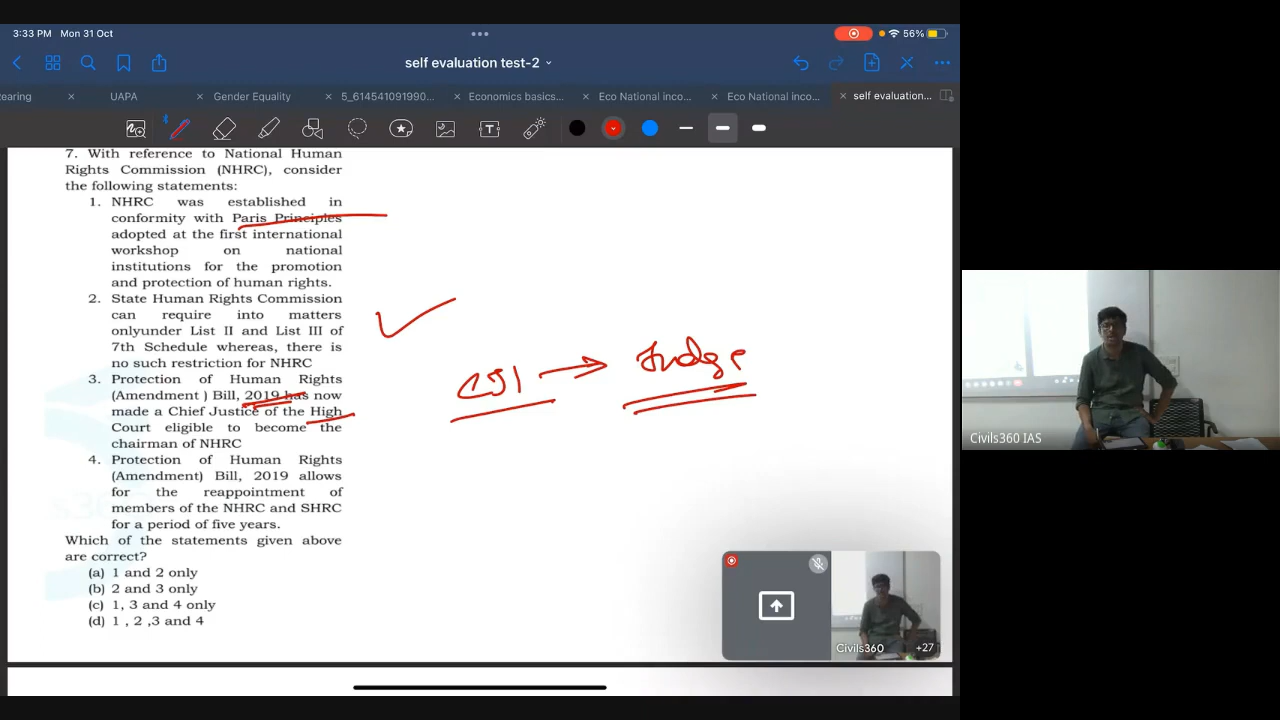 3:33 PM Mon 31 Oct
56%
self evaluation test-2
earing
UAPA
Gender Equality
5_614541091990...
Economics basics...
Eco National inco...
Eco National inco...
self evaluation...
7. With reference to National Human
Rights Commission (NHRC), consider
the following statements:
1. NHRC was established in
conformity with Paris Principles
adopted at the first international
workshop on national
institutions for the promotion
and protection of human rights.
2. State Human Rights Commission
can require into matters
onlyunder List II and List III of
7th Schedule whereas, there is
no such restriction for NHRC
3. Protection of Human Rights
(Amendment ) Bill, 2019 has now
made a Chief Justice of the High
Court eligible to become the
chairman of NHRC
CJI → Judge
4. Protection of Human Rights
(Amendment) Bill, 2019 allows
for the reappointment of
members of the NHRC and SHRC
for a period of five years.
Which of the statements given above
are correct?
(a) 1 and 2 only
(b) 2 and 3 only
(c) 1, 3 and 4 only
(d) 1 , 2 ,3 and 4
Civils360
+27
Civils360 IAS